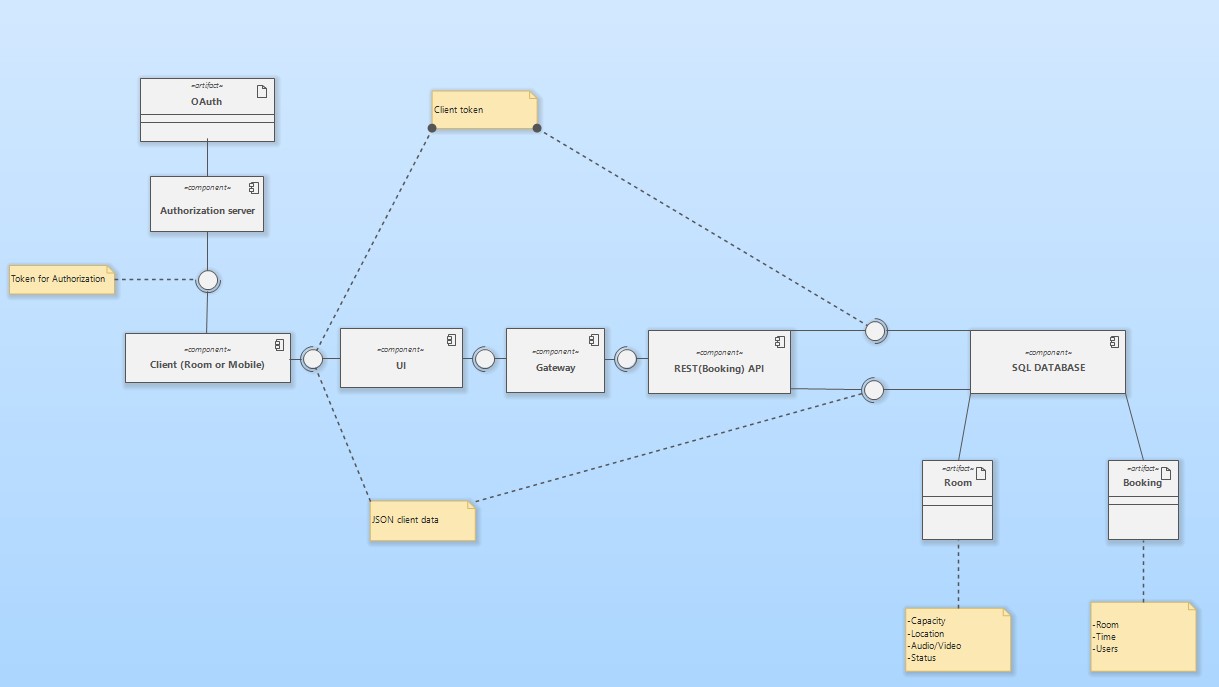 «artifact»
OAuth
Client token
«component»
Authorization server
Token for Authorization
«component»
Client (Room or Mobile)
«component»
UI
«component»
Gateway
«component»
REST(Booking) API
«component»
SQL DATABASE
«artifact»
Room
«artifact»
Booking
JSON client data
-Capacity
-Location
-Audio/Video
-Status
-Room
-Time
-Users